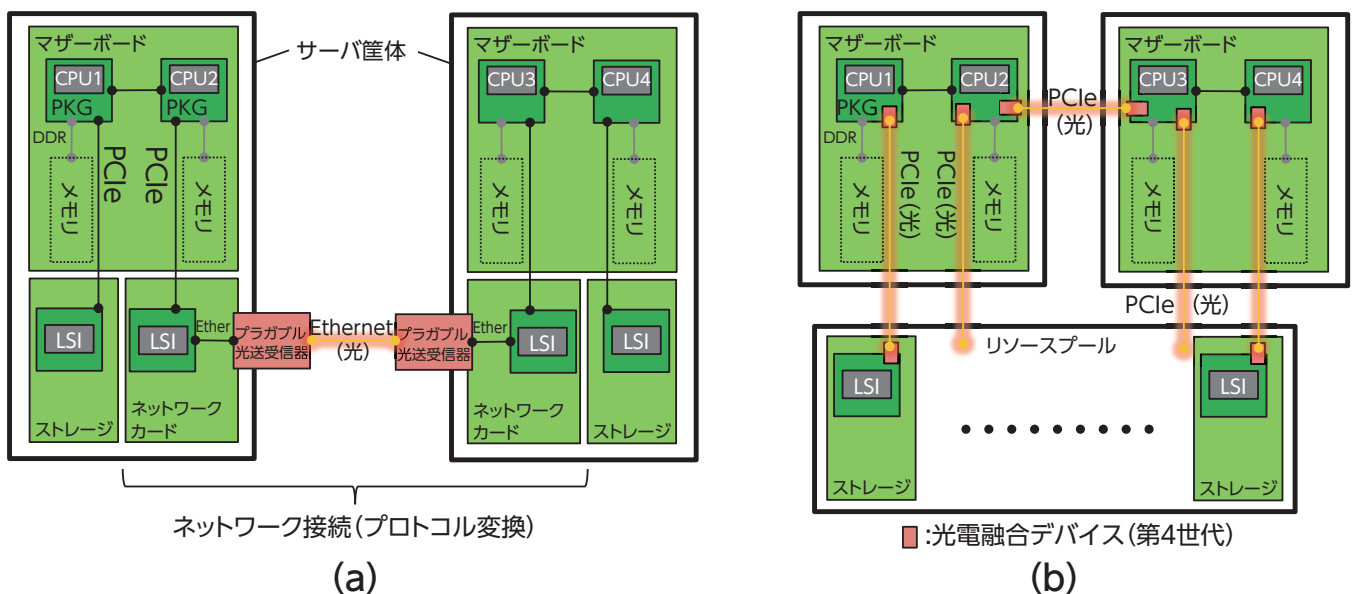 マザーボード
CPU1
CPU2
PKG
PKG
DDR
PCIe
PCIe
メモリ
メモリ
LSI
LSI
Ether
ストレージ
ネットワーク
カード
サーバ筐体
プラガブル
光送受信器
Ethernet
(光)
プラガブル
光送受信器
マザーボード
CPU3
CPU4
メモリ
メモリ
Ether
LSI
LSI
ネットワーク
カード
ストレージ
ネットワーク接続(プロトコル変換)
(a)
マザーボード
CPU1
CPU2
PKG
DDR
メモリ
PCIe(光)
PCIe(光)
メモリ
PCIe
(光)
マザーボード
CPU3
CPU4
メモリ
メモリ
PCIe (光)
リソースプール
LSI
ストレージ
LSI
ストレージ
:光電融合デバイス(第4世代)
(b)